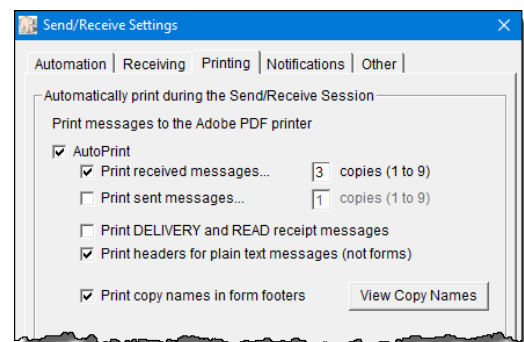 Send/Receive Settings
Automation Receiving Printing Notifications Other
Automatically print during the Send/Receive Session
Print messages to the Adobe PDF printer
AutoPrint
Print received messages... 3 copies (1 to 9)
Print sent messages... 1 copies (1 to 9)
Print DELIVERY and READ receipt messages
Print headers for plain text messages (not forms)
Print copy names in form footers View Copy Names